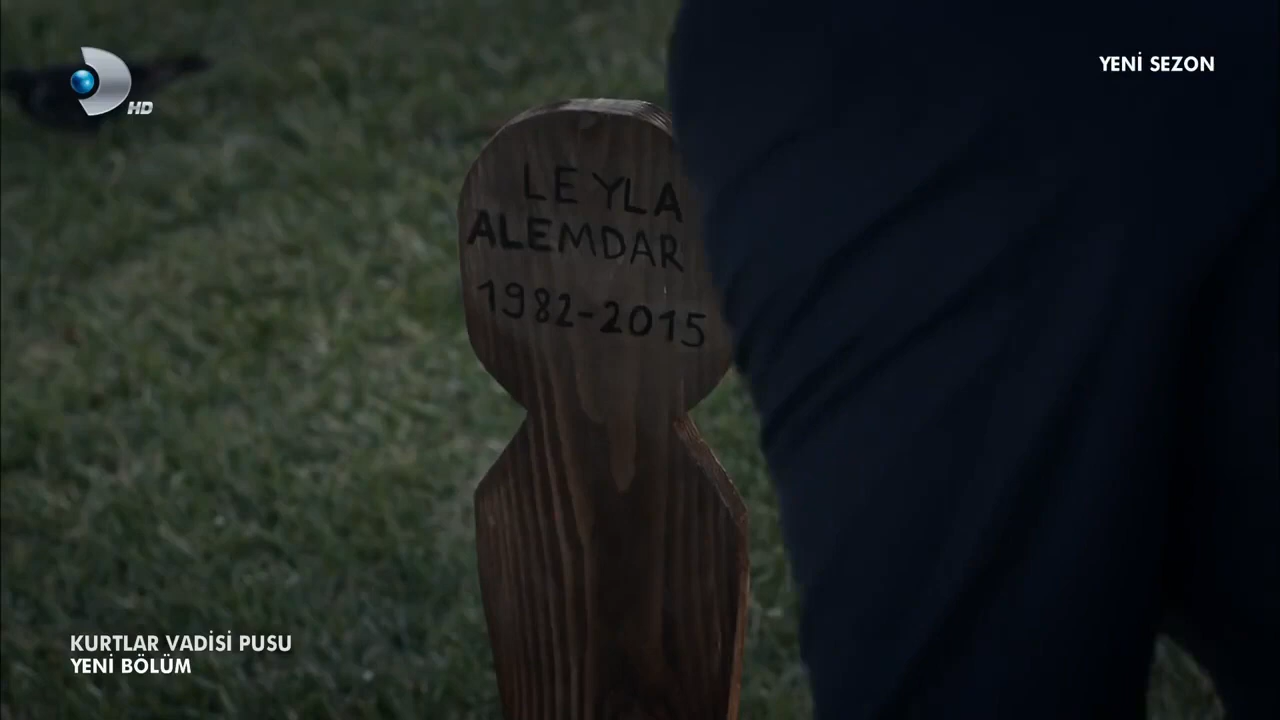 HD
YENİ SEZON
LEYLA
ALEMDAR
1982-2015
KURTLAR VADİSİ PUSU
YENİ BÖLÜM